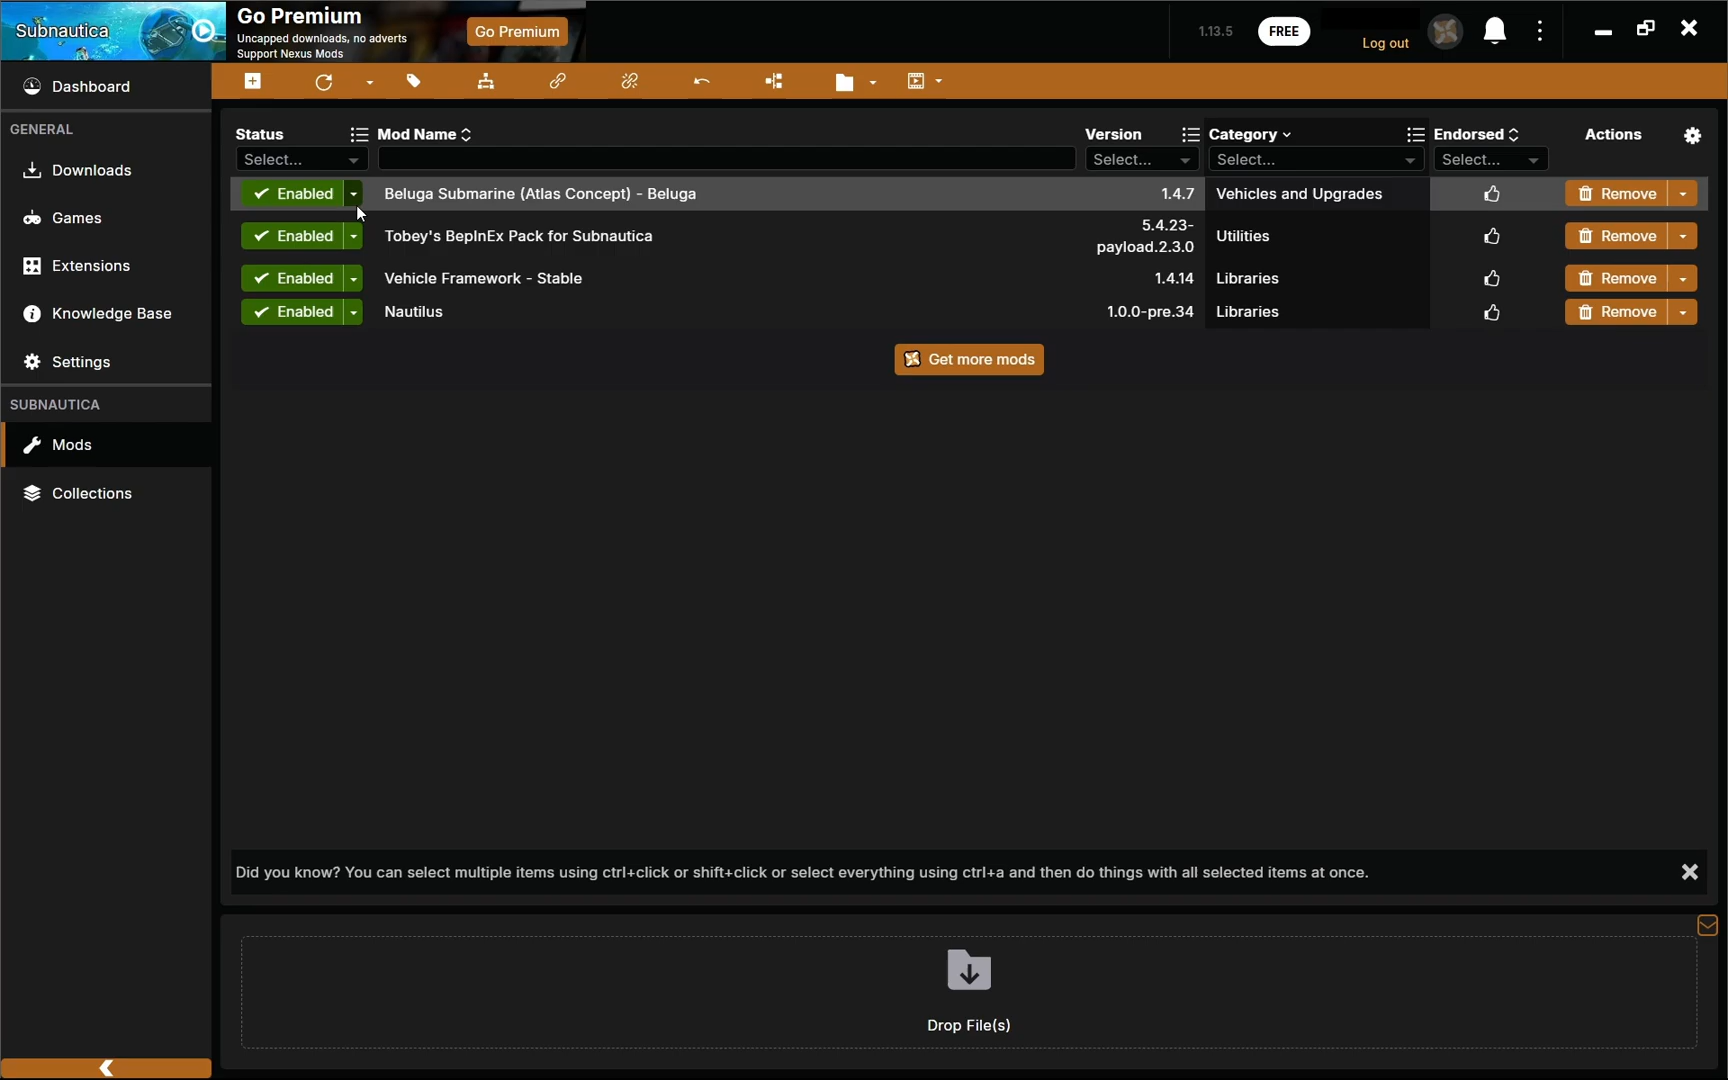 Subnautica
Go Premium
Uncapped downloads, no adverts
Support Nexus Mods
Go Premium
1.13.5
FREE
Log out
Dashboard
GENERAL
Downloads
Games
Extensions
Knowledge Base
Settings
SUBNAUTICA
Mods
Collections
Status Mod Name Version Category Endorsed Actions
Select... Select... Select... Select...
Enabled Beluga Submarine (Atlas Concept) - Beluga 1.4.7 Vehicles and Upgrades Remove
Enabled Tobey's BepInEx Pack for Subnautica 5.4.23-
payload.2.3.0 Utilities Remove
Enabled Vehicle Framework - Stable 1.4.14 Libraries Remove
Enabled Nautilus 1.0.0-pre.34 Libraries Remove
Get more mods
Did you know? You can select multiple items using ctrl+click or shift+click or select everything using ctrl+a and then do things with all selected items at once.
Drop File(s)